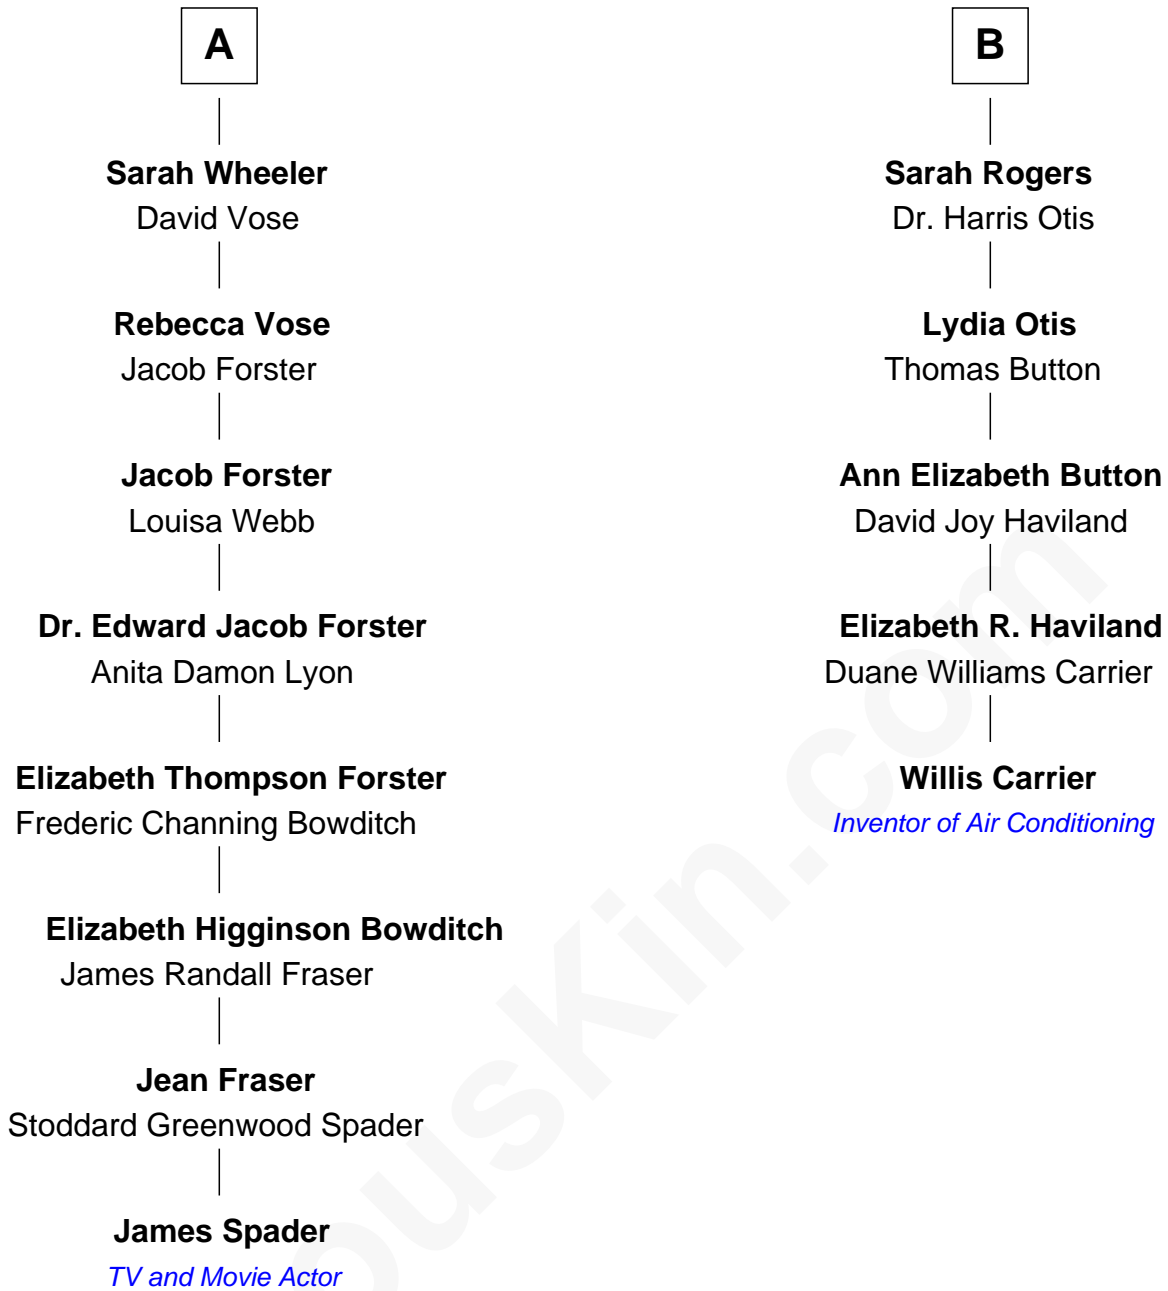 A
Sarah Wheeler
David Vose
Rebecca Vose
Jacob Forster
Jacob Forster
Louisa Webb
Dr. Edward Jacob Forster
Anita Damon Lyon
Elizabeth Thompson Forster
Frederic Channing Bowditch
Elizabeth Higginson Bowditch
James Randall Fraser
Jean Fraser
Stoddard Greenwood Spader
James Spader
TV and Movie Actor
B
Sarah Rogers
Dr. Harris Otis
Lydia Otis
Thomas Button
Ann Elizabeth Button
David Joy Haviland
Elizabeth R. Haviland
Duane Williams Carrier
Willis Carrier
Inventor of Air Conditioning
ousKin.com